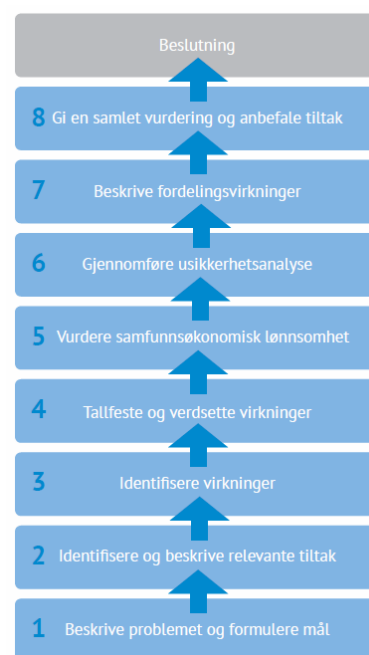 Beslutning
8 Gi en samlet vurdering og anbefale tiltak
7 Beskrive fordelingsvirkninger
6 Gjennomføre usikkerhetsanalyse
5 Vurdere samfunnsøkonomisk lønnsomhet
4 Tallfeste og verdsette virkninger
3 Identifisere virkninger
2 Identifisere og beskrive relevante tiltak
1 Beskrive problemet og formulere mål